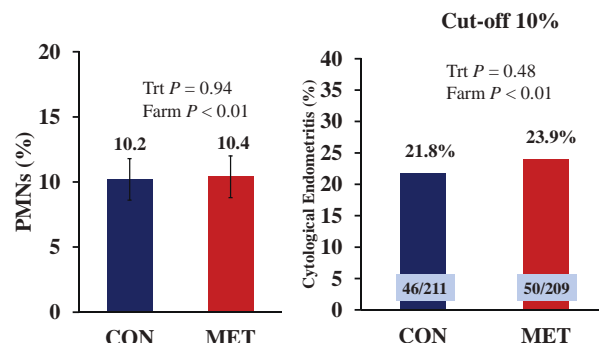 Cut-off 10%
PMNs (%)
20
15
10
5
0
Trt P = 0.94
Farm P < 0.01
10.2
10.4
CON
MET
Cytological Endometritis (%)
40
35
30
25
20
15
10
5
0
Trt P = 0.48
Farm P < 0.01
21.8%
23.9%
46/211
50/209
CON
MET